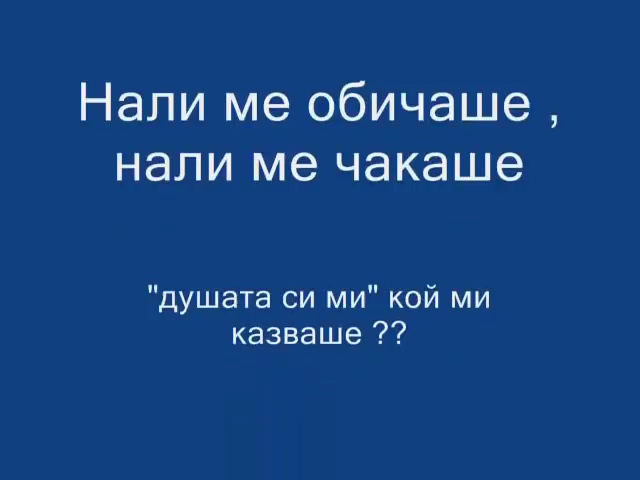 Нали ме обичаше ,
нали ме чакаше
"душата си ми" кой ми
казваше ??